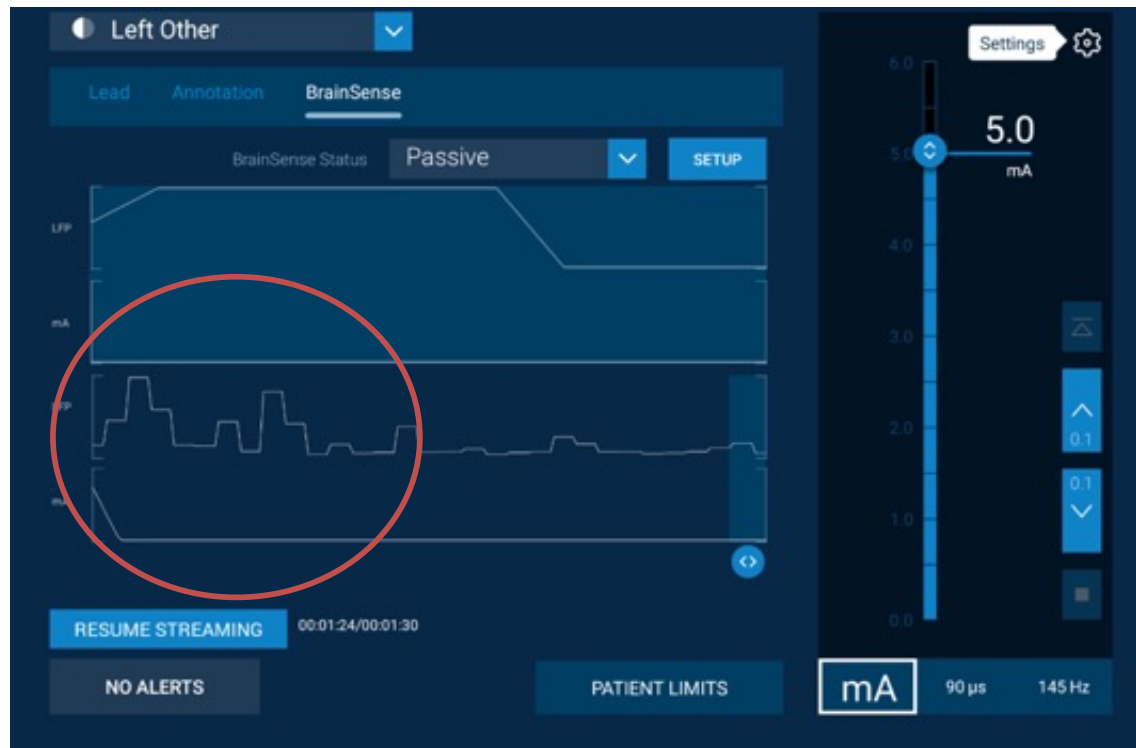 Left Other
Settings
Lead Annotation BrainSense
BrainSense Status Passive SETUP
6.0
5.0
5.0
mA
LFP
4.0
mA
3.0
LFP
2.0
0.1
0.1
mA
1.0
RESUME STREAMING 00:01:24/00:01:30
0.0
NO ALERTS PATIENT LIMITS mA 90 µs 145 Hz